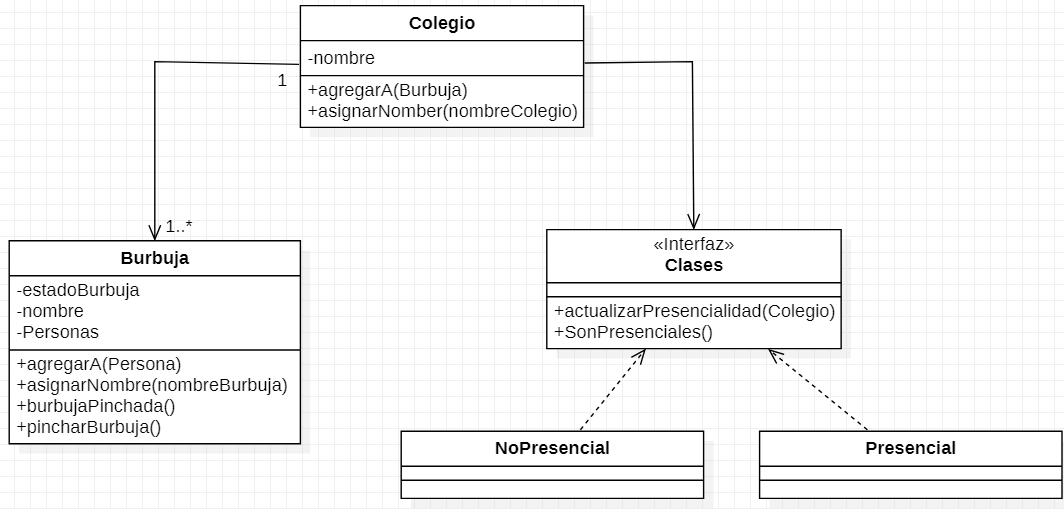 Colegio
-nombre
+agregarA(Burbuja)
+asignarNomber(nombreColegio)
1
1..*
Burbuja
-estadoBurbuja
-nombre
-Personas
+agregarA(Persona)
+asignarNombre(nombreBurbuja)
+burbujaPinchada()
+pincharBurbuja()
«Interfaz»
Clases
+actualizarPresencialidad(Colegio)
+SonPresenciales()
NoPresencial
Presencial